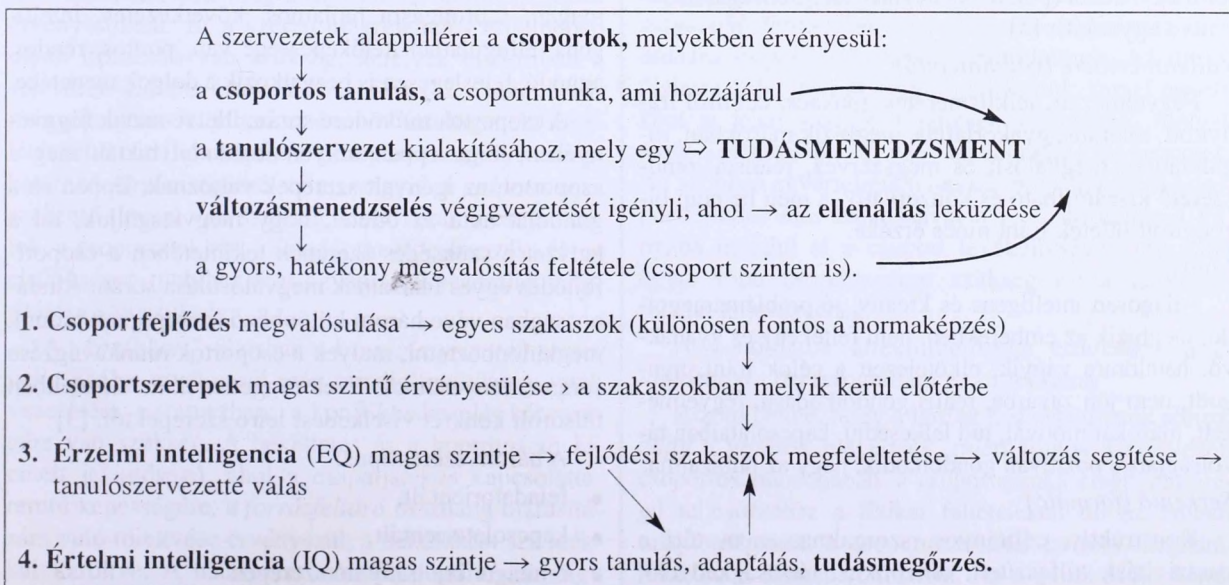 A szervezetek alappillérei a csoportok, melyekben érvényesül:
↓
a csoportos tanulás, a csoportmunka, ami hozzájárul
↓
a tanulószervezet kialakításához, mely egy ⇨ TUDÁSMENEDZSMENT
↓
változásmenedzselés végigvezetését igényli, ahol → az ellenállás leküzdése
↓
a gyors, hatékony megvalósítás feltétele (csoport szinten is).
1. Csoportfejlődés megvalósulása → egyes szakaszok (különösen fontos a normaképzés)
↓
2. Csoportszerepek magas szintű érvényesülése → a szakaszokban melyik kerül előtérbe
↓
3. Érzelmi intelligencia (EQ) magas szintje → fejlődési szakaszok megfeleltetése → változás segítése →
tanulószervezetté válás
4. Értelmi intelligencia (IQ) magas szintje → gyors tanulás, adaptálás, tudásmegőrzés.